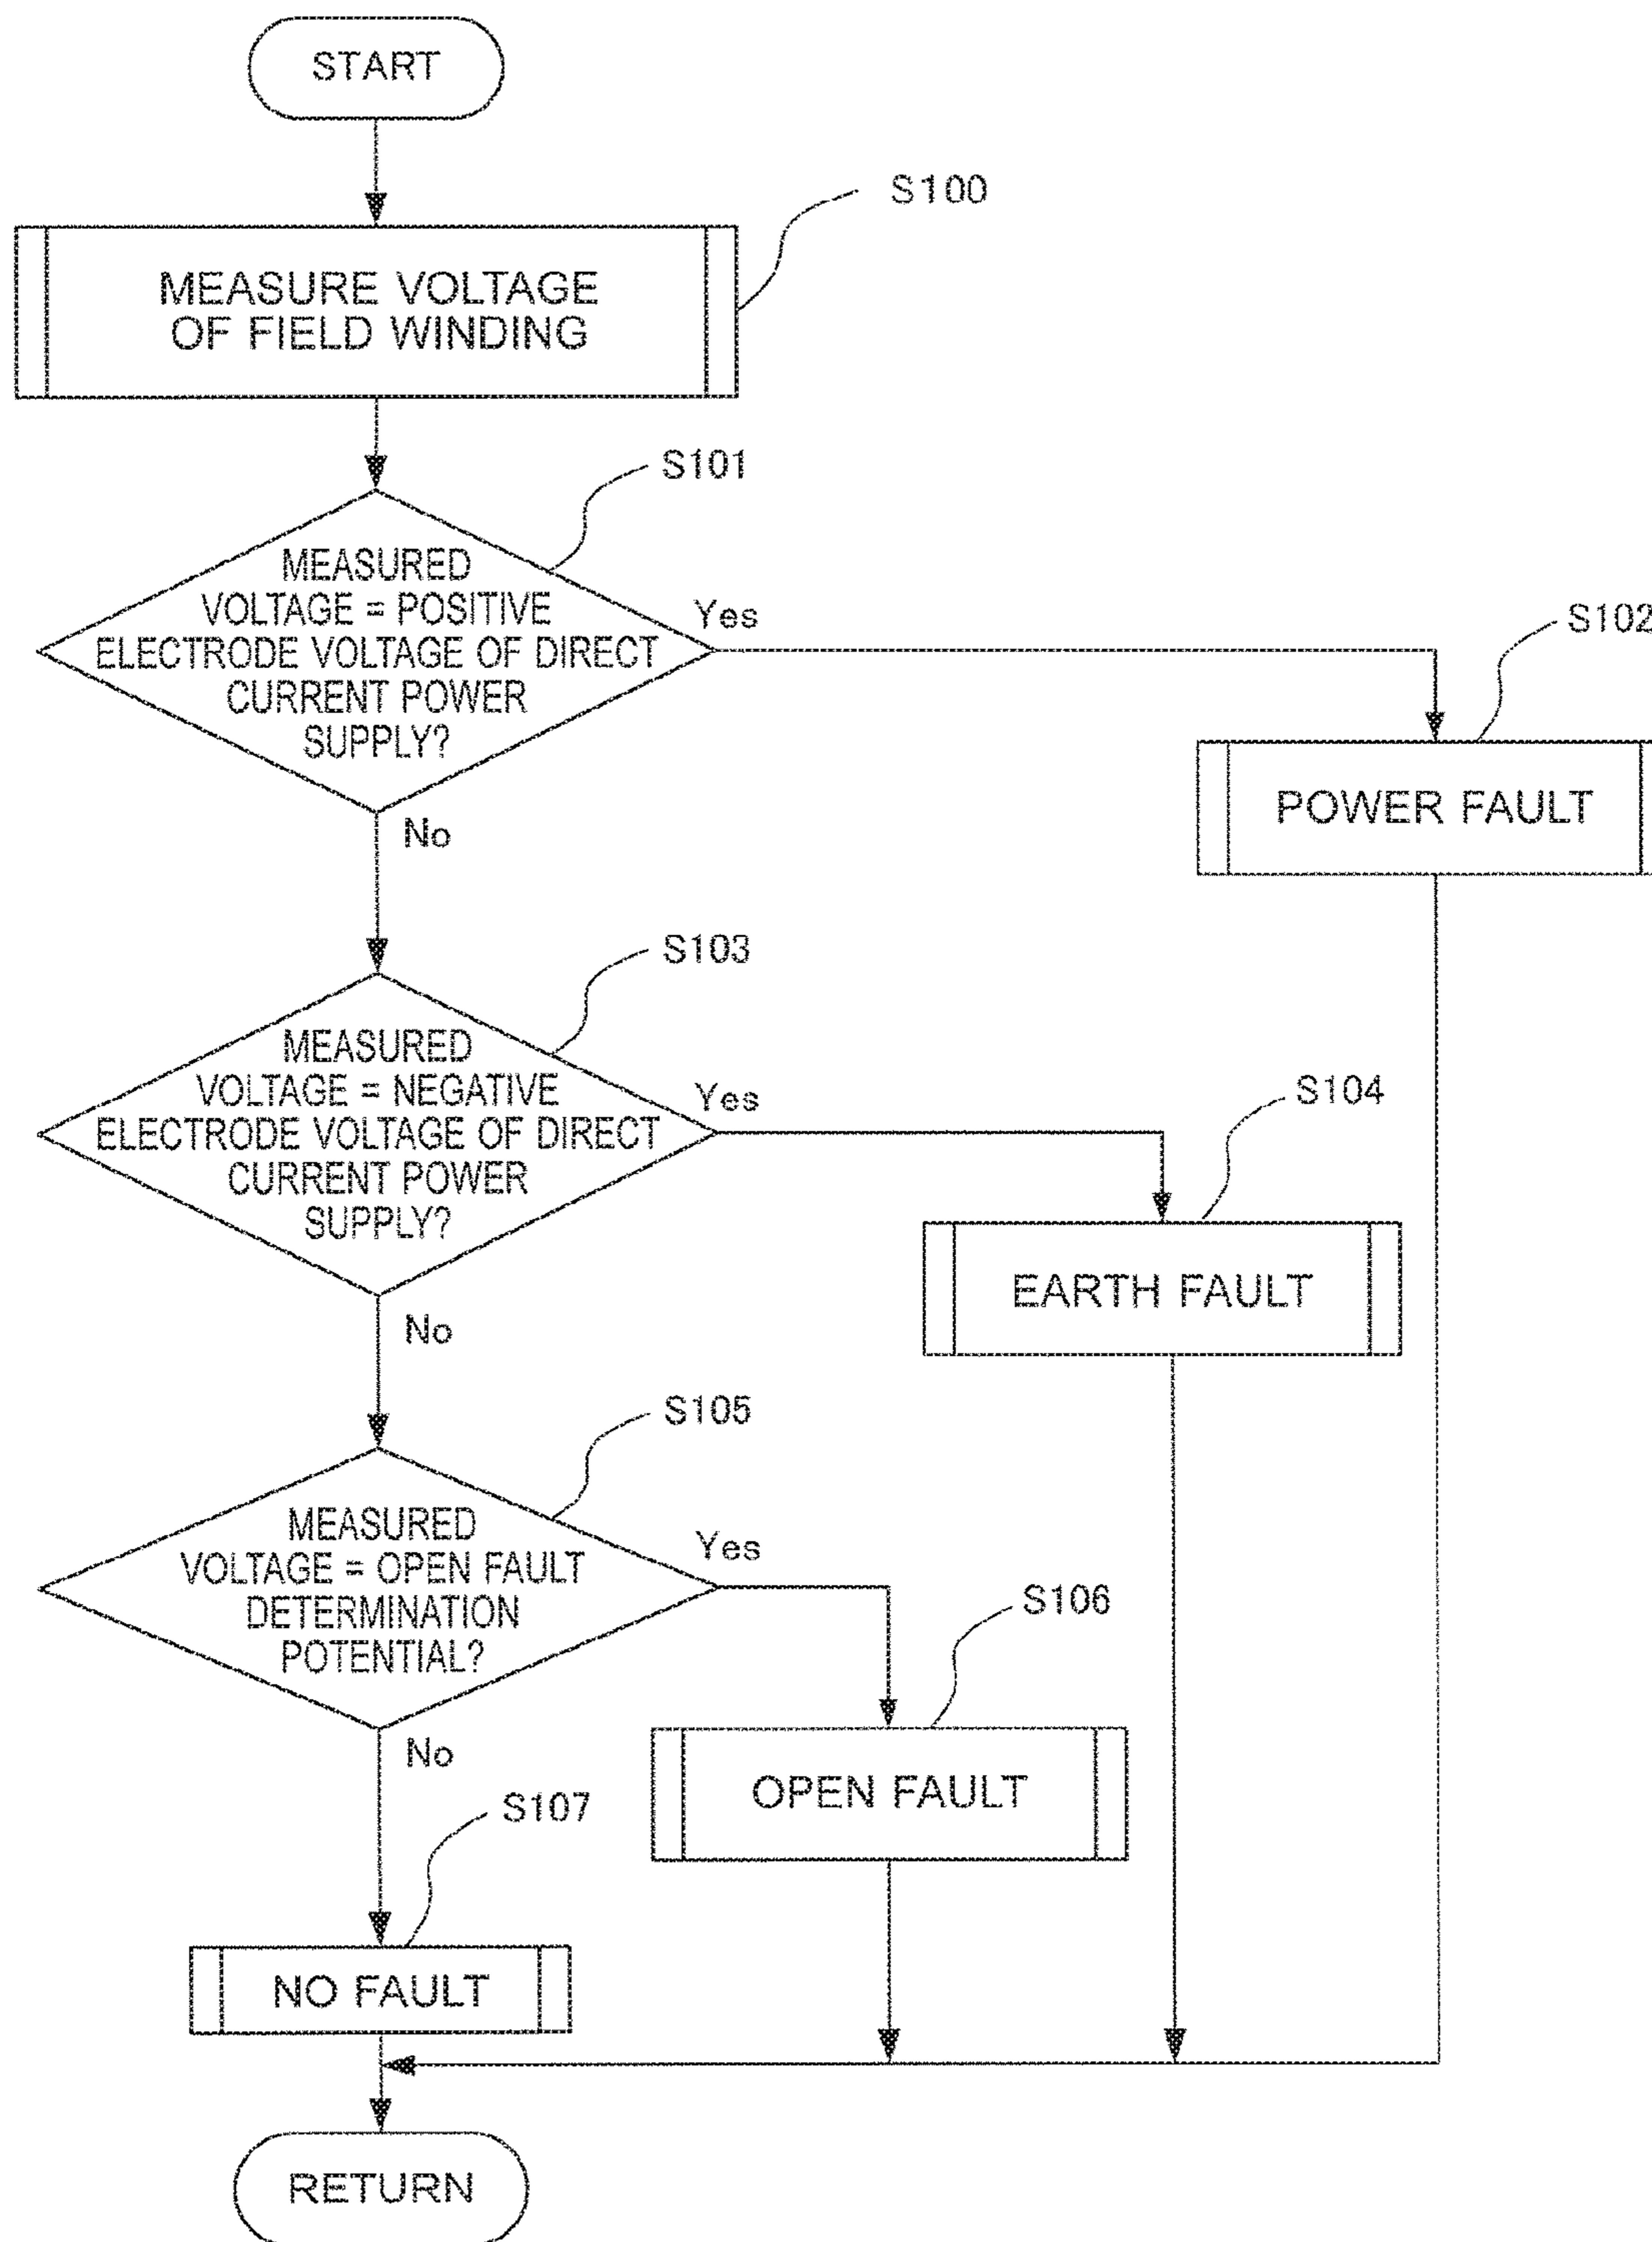 START
S100
MEASURE VOLTAGE
OF FIELD WINDING
S101
MEASURED
VOLTAGE = POSITIVE
ELECTRODE VOLTAGE OF DIRECT
CURRENT POWER
SUPPLY?
Yes
S102
POWER FAULT
No
S103
MEASURED
VOLTAGE = NEGATIVE
ELECTRODE VOLTAGE OF DIRECT
CURRENT POWER
SUPPLY?
Yes
S104
EARTH FAULT
No
S105
MEASURED
VOLTAGE = OPEN FAULT
DETERMINATION
POTENTIAL?
Yes
S106
OPEN FAULT
No
S107
NO FAULT
RETURN